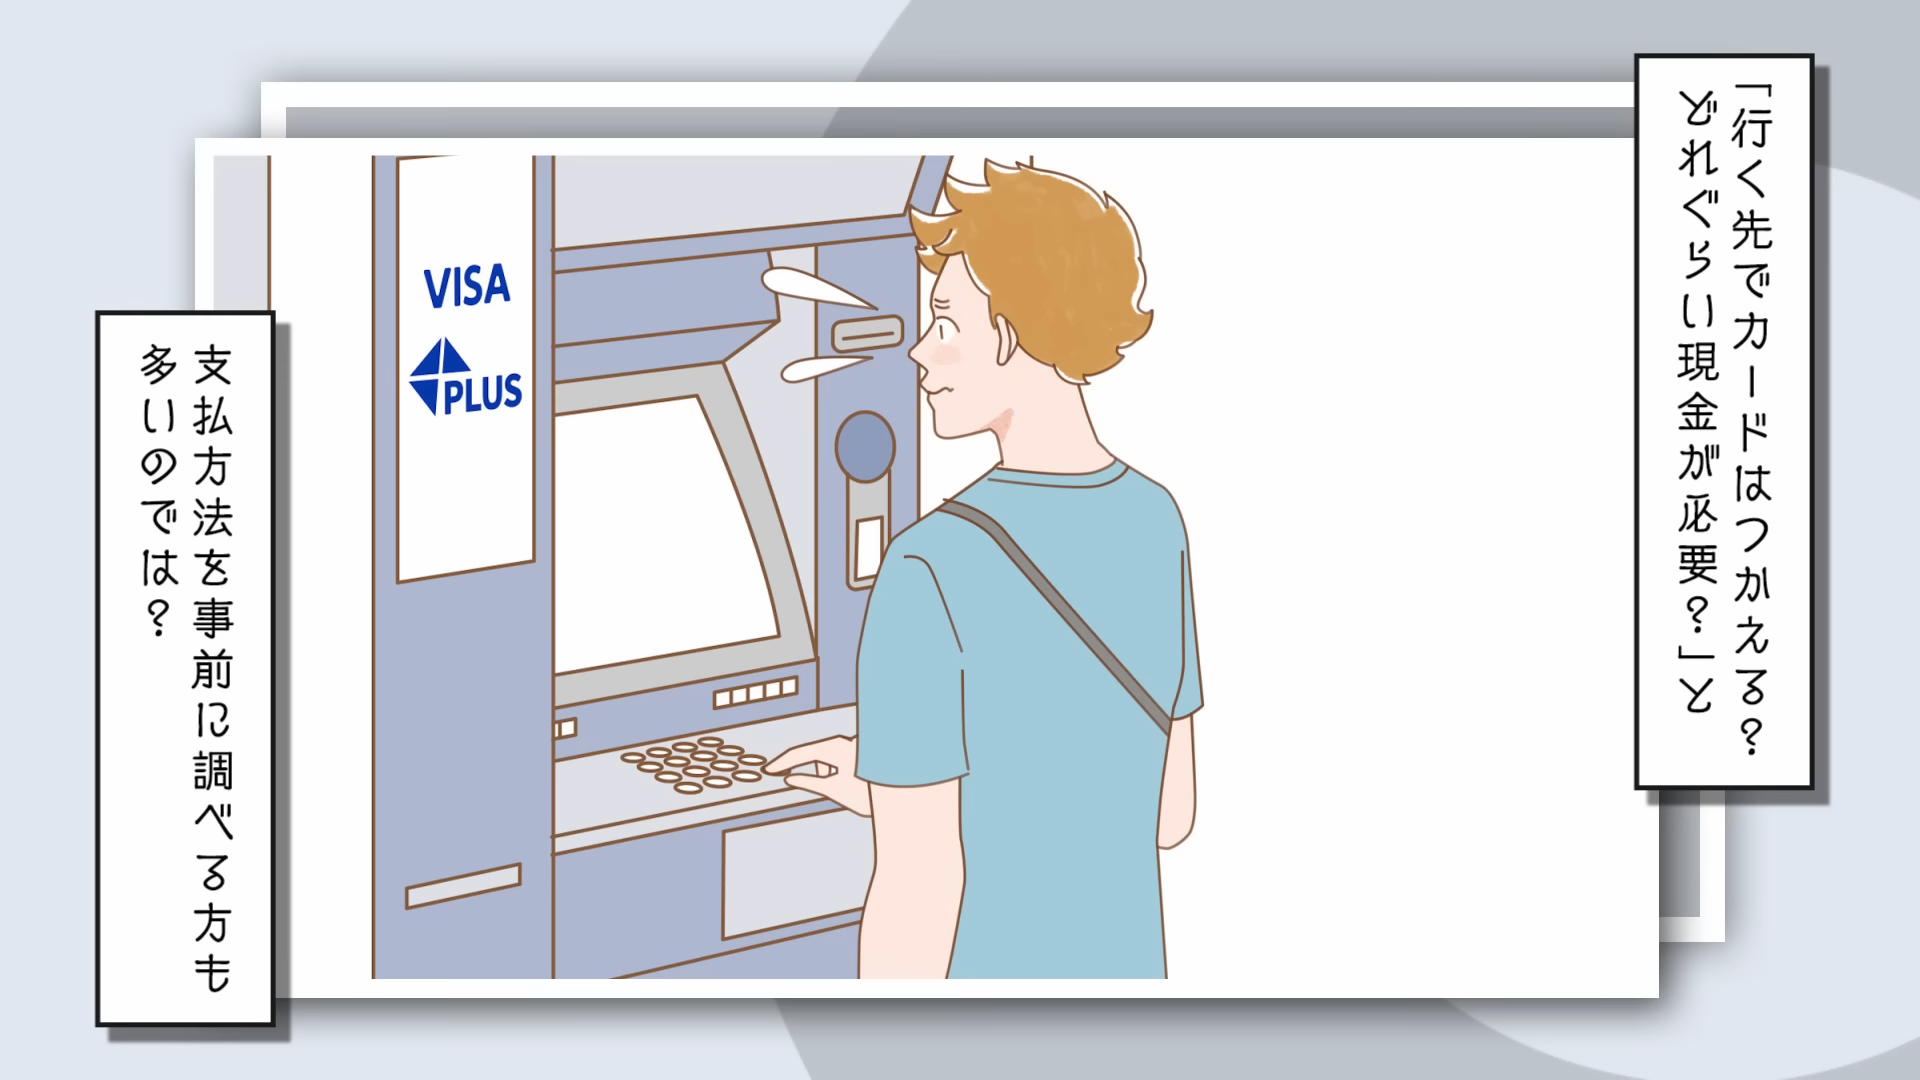 「行く先でカードはつかえる?
どれぐらい現金が必要?」と
VISA
PLUS
支払方法を事前に調べる方も
多いのでは?